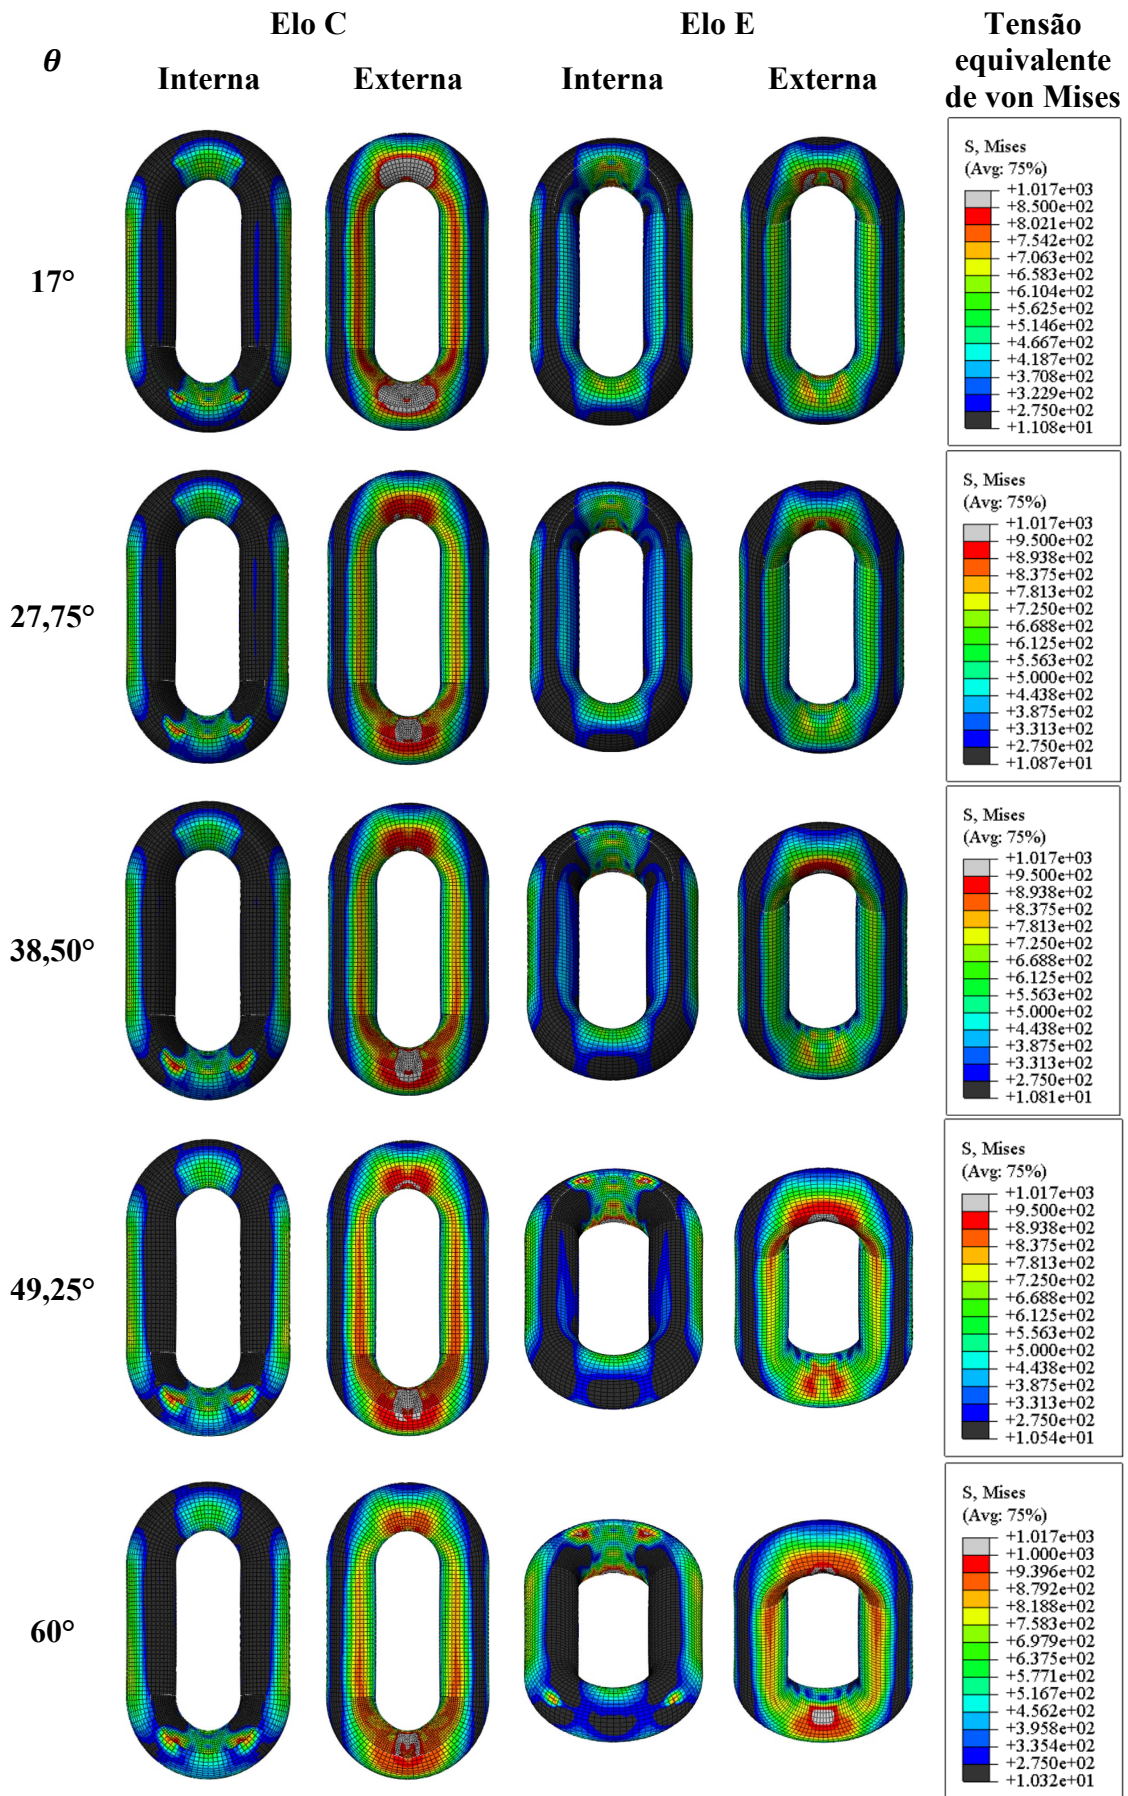 Elo C
Elo E
Tensão
equivalente
de von Mises
θ
Interna
Externa
Interna
Externa
17°
S, Mises
(Avg: 75%)
+1.017e+03
+8.500e+02
+8.021e+02
+7.542e+02
+7.063e+02
+6.583e+02
+6.104e+02
+5.625e+02
+5.146e+02
+4.667e+02
+4.187e+02
+3.708e+02
+3.229e+02
+2.750e+02
+1.108e+01
27,75°
S, Mises
(Avg: 75%)
+1.017e+03
+9.500e+02
+8.938e+02
+8.375e+02
+7.813e+02
+7.250e+02
+6.688e+02
+6.125e+02
+5.563e+02
+5.000e+02
+4.438e+02
+3.875e+02
+3.313e+02
+2.750e+02
+1.087e+01
38,50°
S, Mises
(Avg: 75%)
+1.017e+03
+9.500e+02
+8.938e+02
+8.375e+02
+7.813e+02
+7.250e+02
+6.688e+02
+6.125e+02
+5.563e+02
+5.000e+02
+4.438e+02
+3.875e+02
+3.313e+02
+2.750e+02
+1.081e+01
49,25°
S, Mises
(Avg: 75%)
+1.017e+03
+9.500e+02
+8.938e+02
+8.375e+02
+7.813e+02
+7.250e+02
+6.688e+02
+6.125e+02
+5.563e+02
+5.000e+02
+4.438e+02
+3.875e+02
+3.313e+02
+2.750e+02
+1.054e+01
60°
S, Mises
(Avg: 75%)
+1.017e+03
+1.000e+03
+9.396e+02
+8.792e+02
+8.188e+02
+7.583e+02
+6.979e+02
+6.375e+02
+5.771e+02
+5.167e+02
+4.562e+02
+3.958e+02
+3.354e+02
+2.750e+02
+1.032e+01